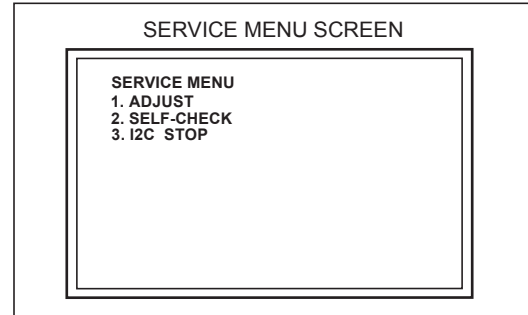 SERVICE MENU SCREEN
SERVICE MENU
1. ADJUST
2. SELF-CHECK
3. I2C STOP